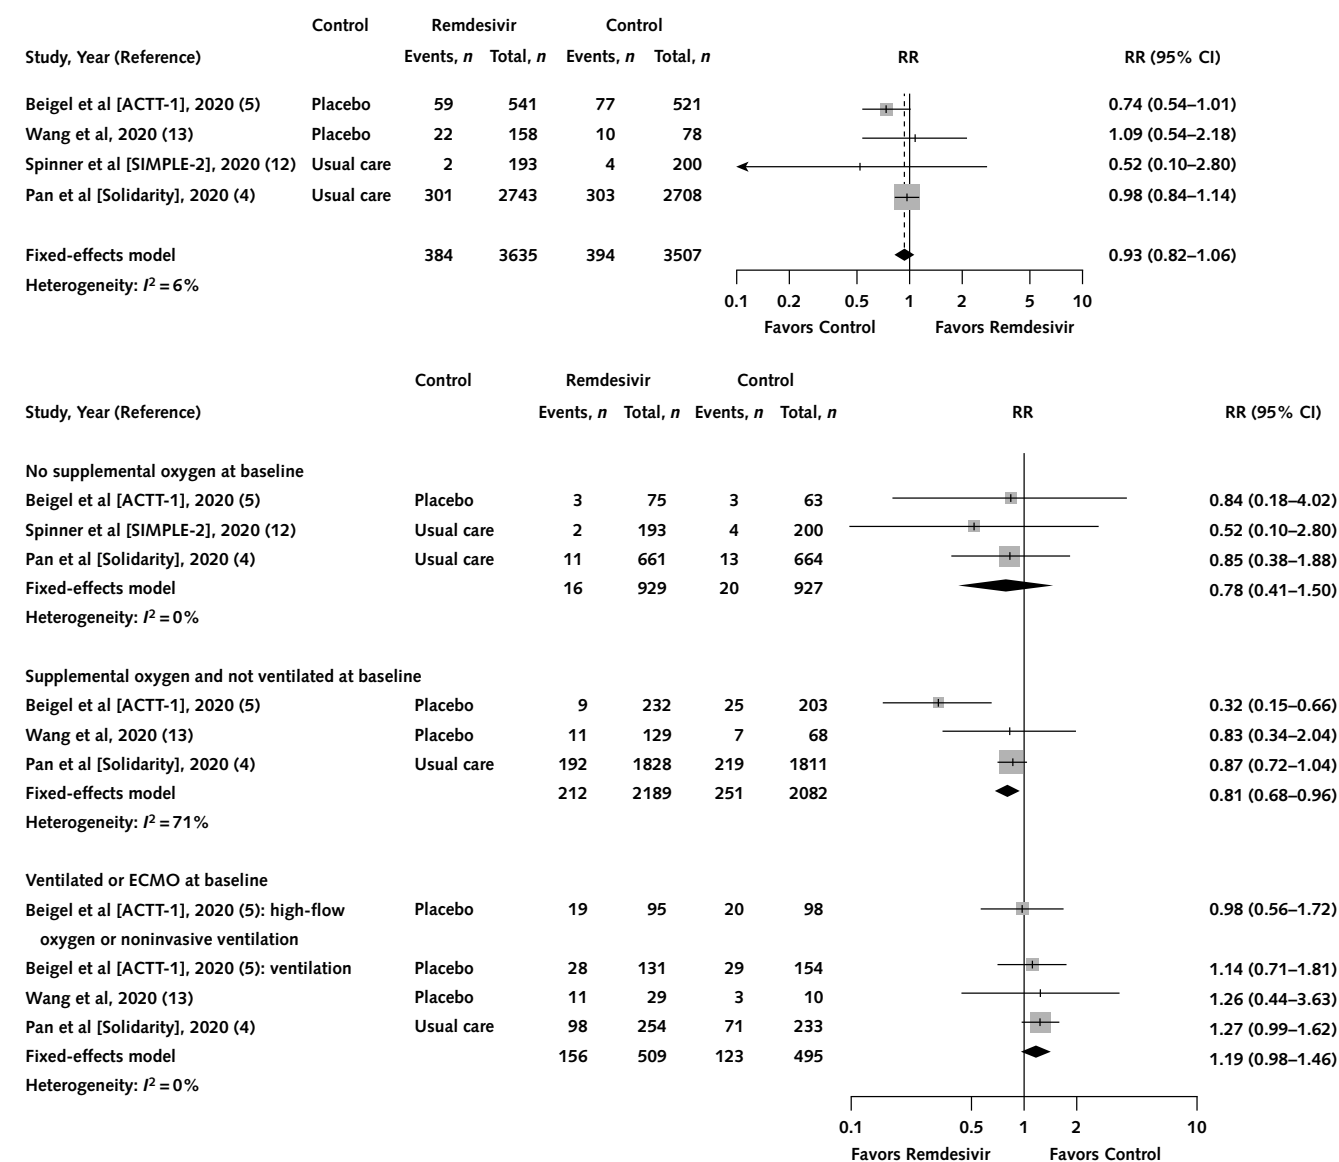 Control Remdesivir Control
Study, Year (Reference) Events, n Total, n Events, n Total, n RR RR (95% CI)
Beigel et al [ACTT-1], 2020 (5) Placebo 59 541 77 521 0.74 (0.54–1.01)
Wang et al, 2020 (13) Placebo 22 158 10 78 1.09 (0.54–2.18)
Spinner et al [SIMPLE-2], 2020 (12) Usual care 2 193 4 200 0.52 (0.10–2.80)
Pan et al [Solidarity], 2020 (4) Usual care 301 2743 303 2708 0.98 (0.84–1.14)
Fixed-effects model 384 3635 394 3507 0.93 (0.82–1.06)
Heterogeneity: I² = 6%
0.1 0.2 0.5 1 2 5 10
Favors Control Favors Remdesivir
Control Remdesivir Control
Study, Year (Reference) Events, n Total, n Events, n Total, n RR RR (95% CI)
No supplemental oxygen at baseline
Beigel et al [ACTT-1], 2020 (5) Placebo 3 75 3 63 0.84 (0.18–4.02)
Spinner et al [SIMPLE-2], 2020 (12) Usual care 2 193 4 200 0.52 (0.10–2.80)
Pan et al [Solidarity], 2020 (4) Usual care 11 661 13 664 0.85 (0.38–1.88)
Fixed-effects model 16 929 20 927 0.78 (0.41–1.50)
Heterogeneity: I² = 0%
Supplemental oxygen and not ventilated at baseline
Beigel et al [ACTT-1], 2020 (5) Placebo 9 232 25 203 0.32 (0.15–0.66)
Wang et al, 2020 (13) Placebo 11 129 7 68 0.83 (0.34–2.04)
Pan et al [Solidarity], 2020 (4) Usual care 192 1828 219 1811 0.87 (0.72–1.04)
Fixed-effects model 212 2189 251 2082 0.81 (0.68–0.96)
Heterogeneity: I² = 71%
Ventilated or ECMO at baseline
Beigel et al [ACTT-1], 2020 (5): high-flow Placebo 19 95 20 98 0.98 (0.56–1.72)
oxygen or noninvasive ventilation
Beigel et al [ACTT-1], 2020 (5): ventilation Placebo 28 131 29 154 1.14 (0.71–1.81)
Wang et al, 2020 (13) Placebo 11 29 3 10 1.26 (0.44–3.63)
Pan et al [Solidarity], 2020 (4) Usual care 98 254 71 233 1.27 (0.99–1.62)
Fixed-effects model 156 509 123 495 1.19 (0.98–1.46)
Heterogeneity: I² = 0%
0.1 0.5 1 2 10
Favors Remdesivir Favors Control